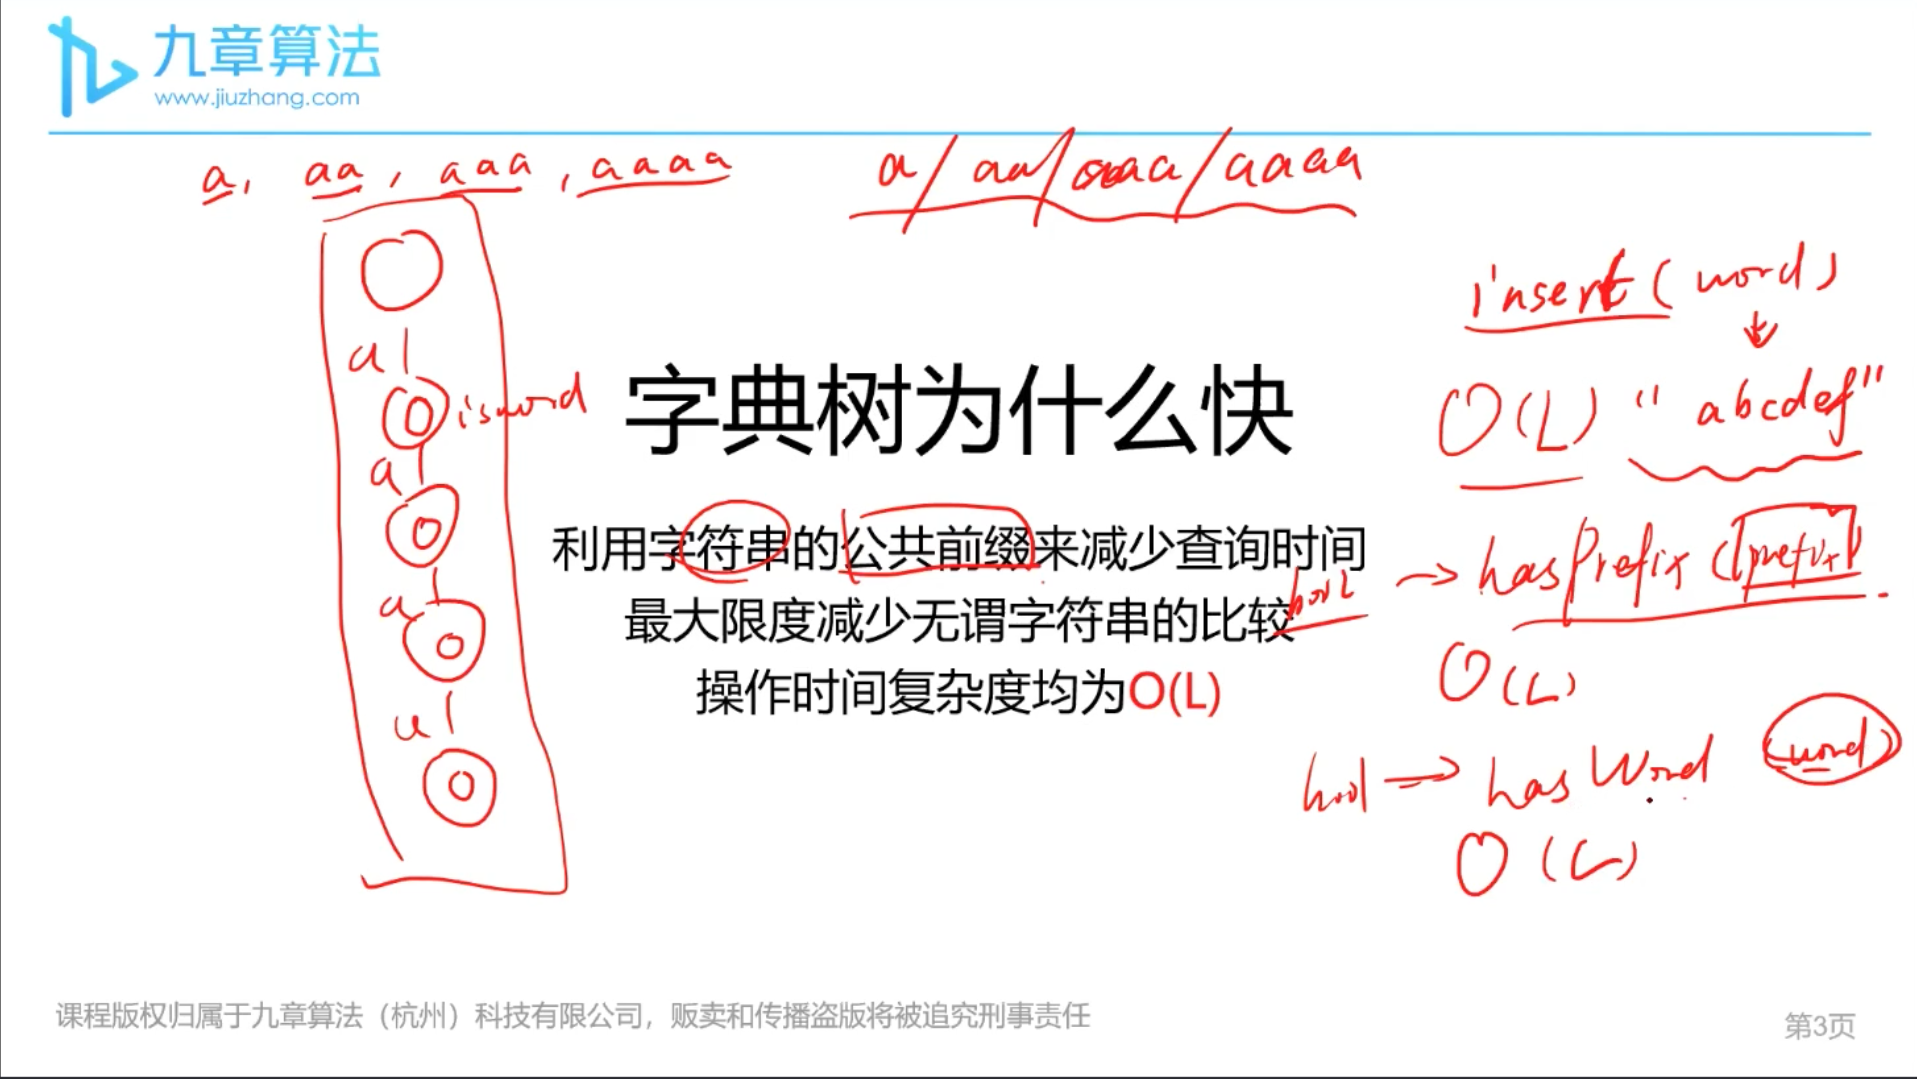 九章算法
www.jiuzhang.com
a, aa, aaa, aaaa
a/aa/aaa/aaaa
insert(word)
a
isword
字典树为什么快
O(L) "abcdef"
a
利用字符串的公共前缀来减少查询时间
bool → hasPrefix(prefix)
a
最大限度减少无谓字符串的比较
操作时间复杂度均为O(L)
O(L)
a
bool → hasWord (word)
O(L)
课程版权归属于九章算法（杭州）科技有限公司，贩卖和传播盗版将被追究刑事责任
第3页